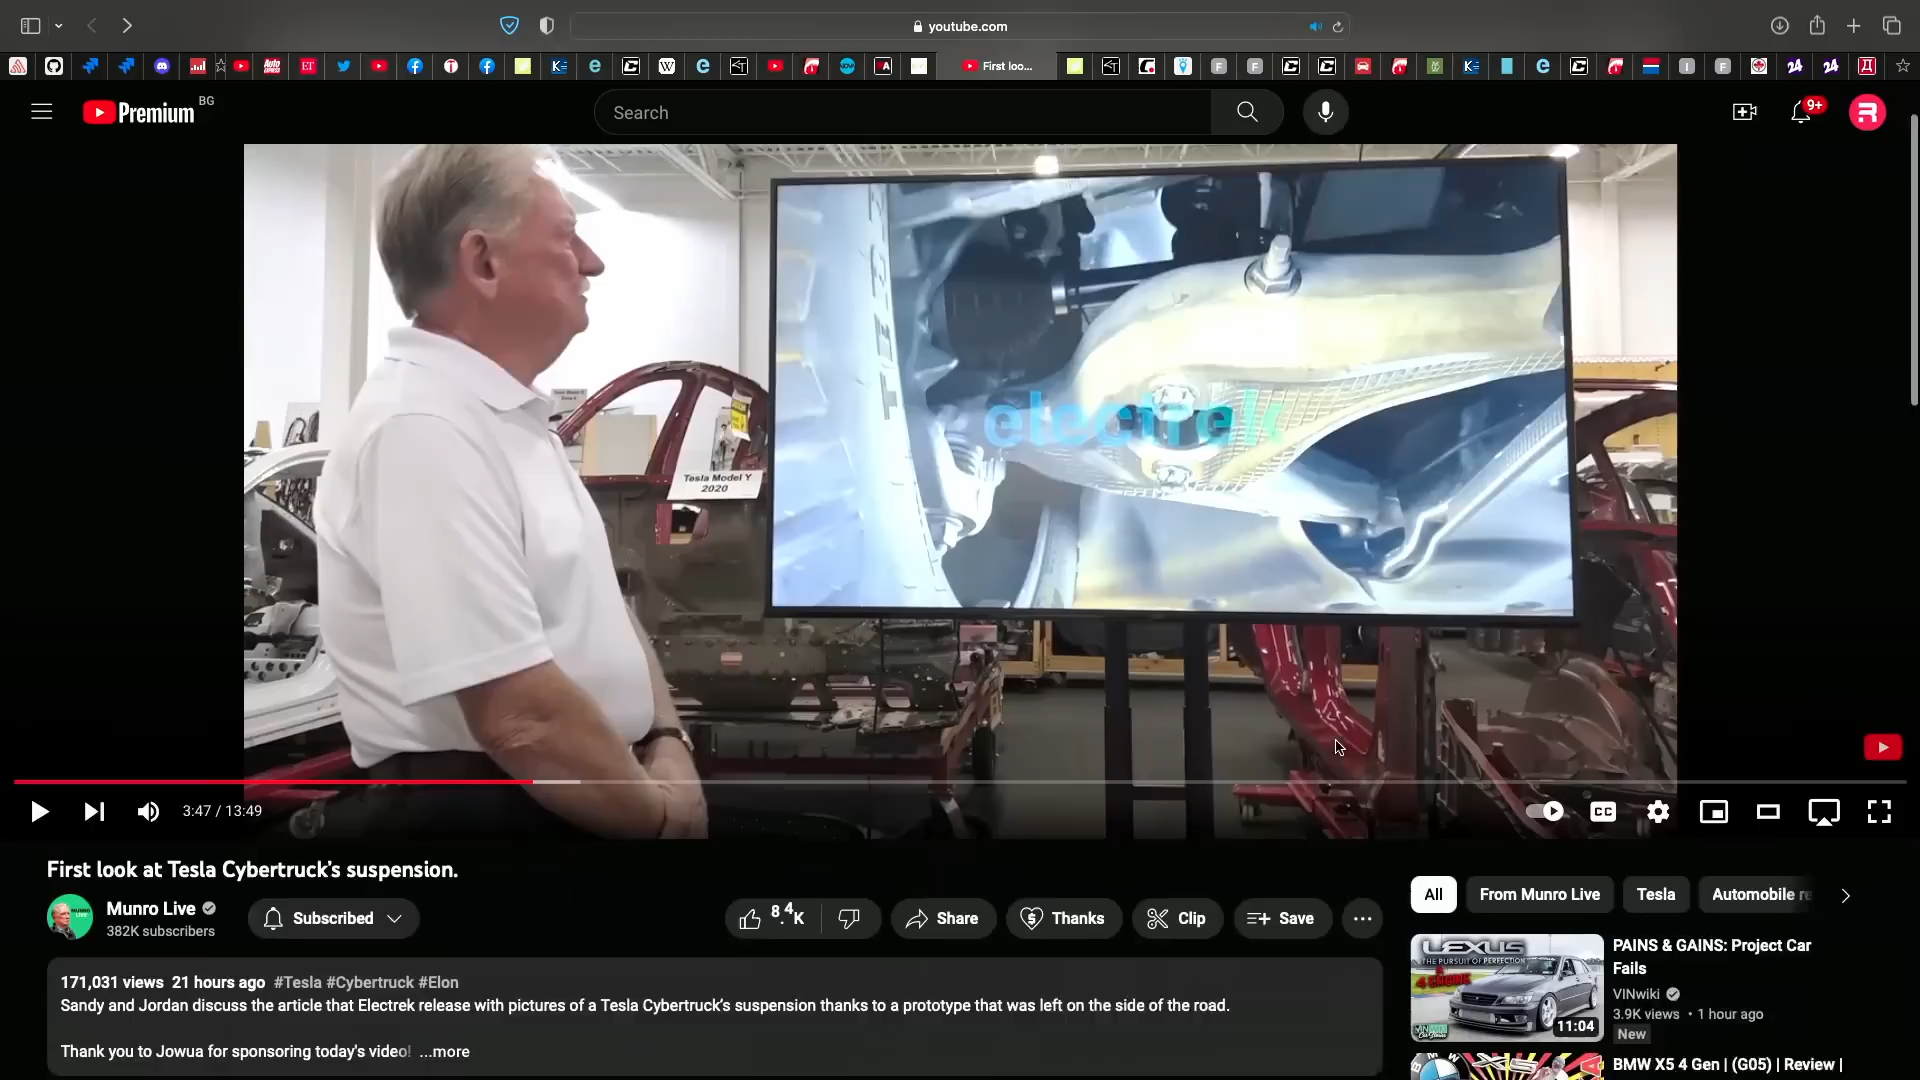 youtube.com
First loo...
Premium
BG
Search
9+
Tesla Model Y
2020
electrek
3:47 / 13:49
CC
First look at Tesla Cybertruck's suspension.
Munro Live
382K subscribers
Subscribed
8.4K
Share
Thanks
Clip
Save
171,031 views 21 hours ago #Tesla #Cybertruck #Elon
Sandy and Jordan discuss the article that Electrek release with pictures of a Tesla Cybertruck's suspension thanks to a prototype that was left on the side of the road.
Thank you to Jowua for sponsoring today's video! ...more
All
From Munro Live
Tesla
Automobile re
LEXUS
THE PURSUIT OF PERFECTION
4 ENGINE
11:04
PAINS & GAINS: Project Car
Fails
VINwiki
3.9K views • 1 hour ago
New
BMW X5 4 Gen | (G05) | Review |